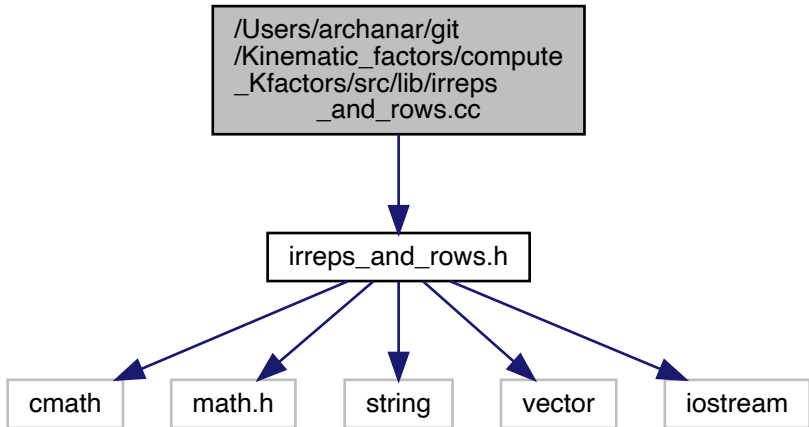 /Users/archanar/git
/Kinematic_factors/compute
_Kfactors/src/lib/irreps
_and_rows.cc
irreps_and_rows.h
cmath
math.h
string
vector
iostream